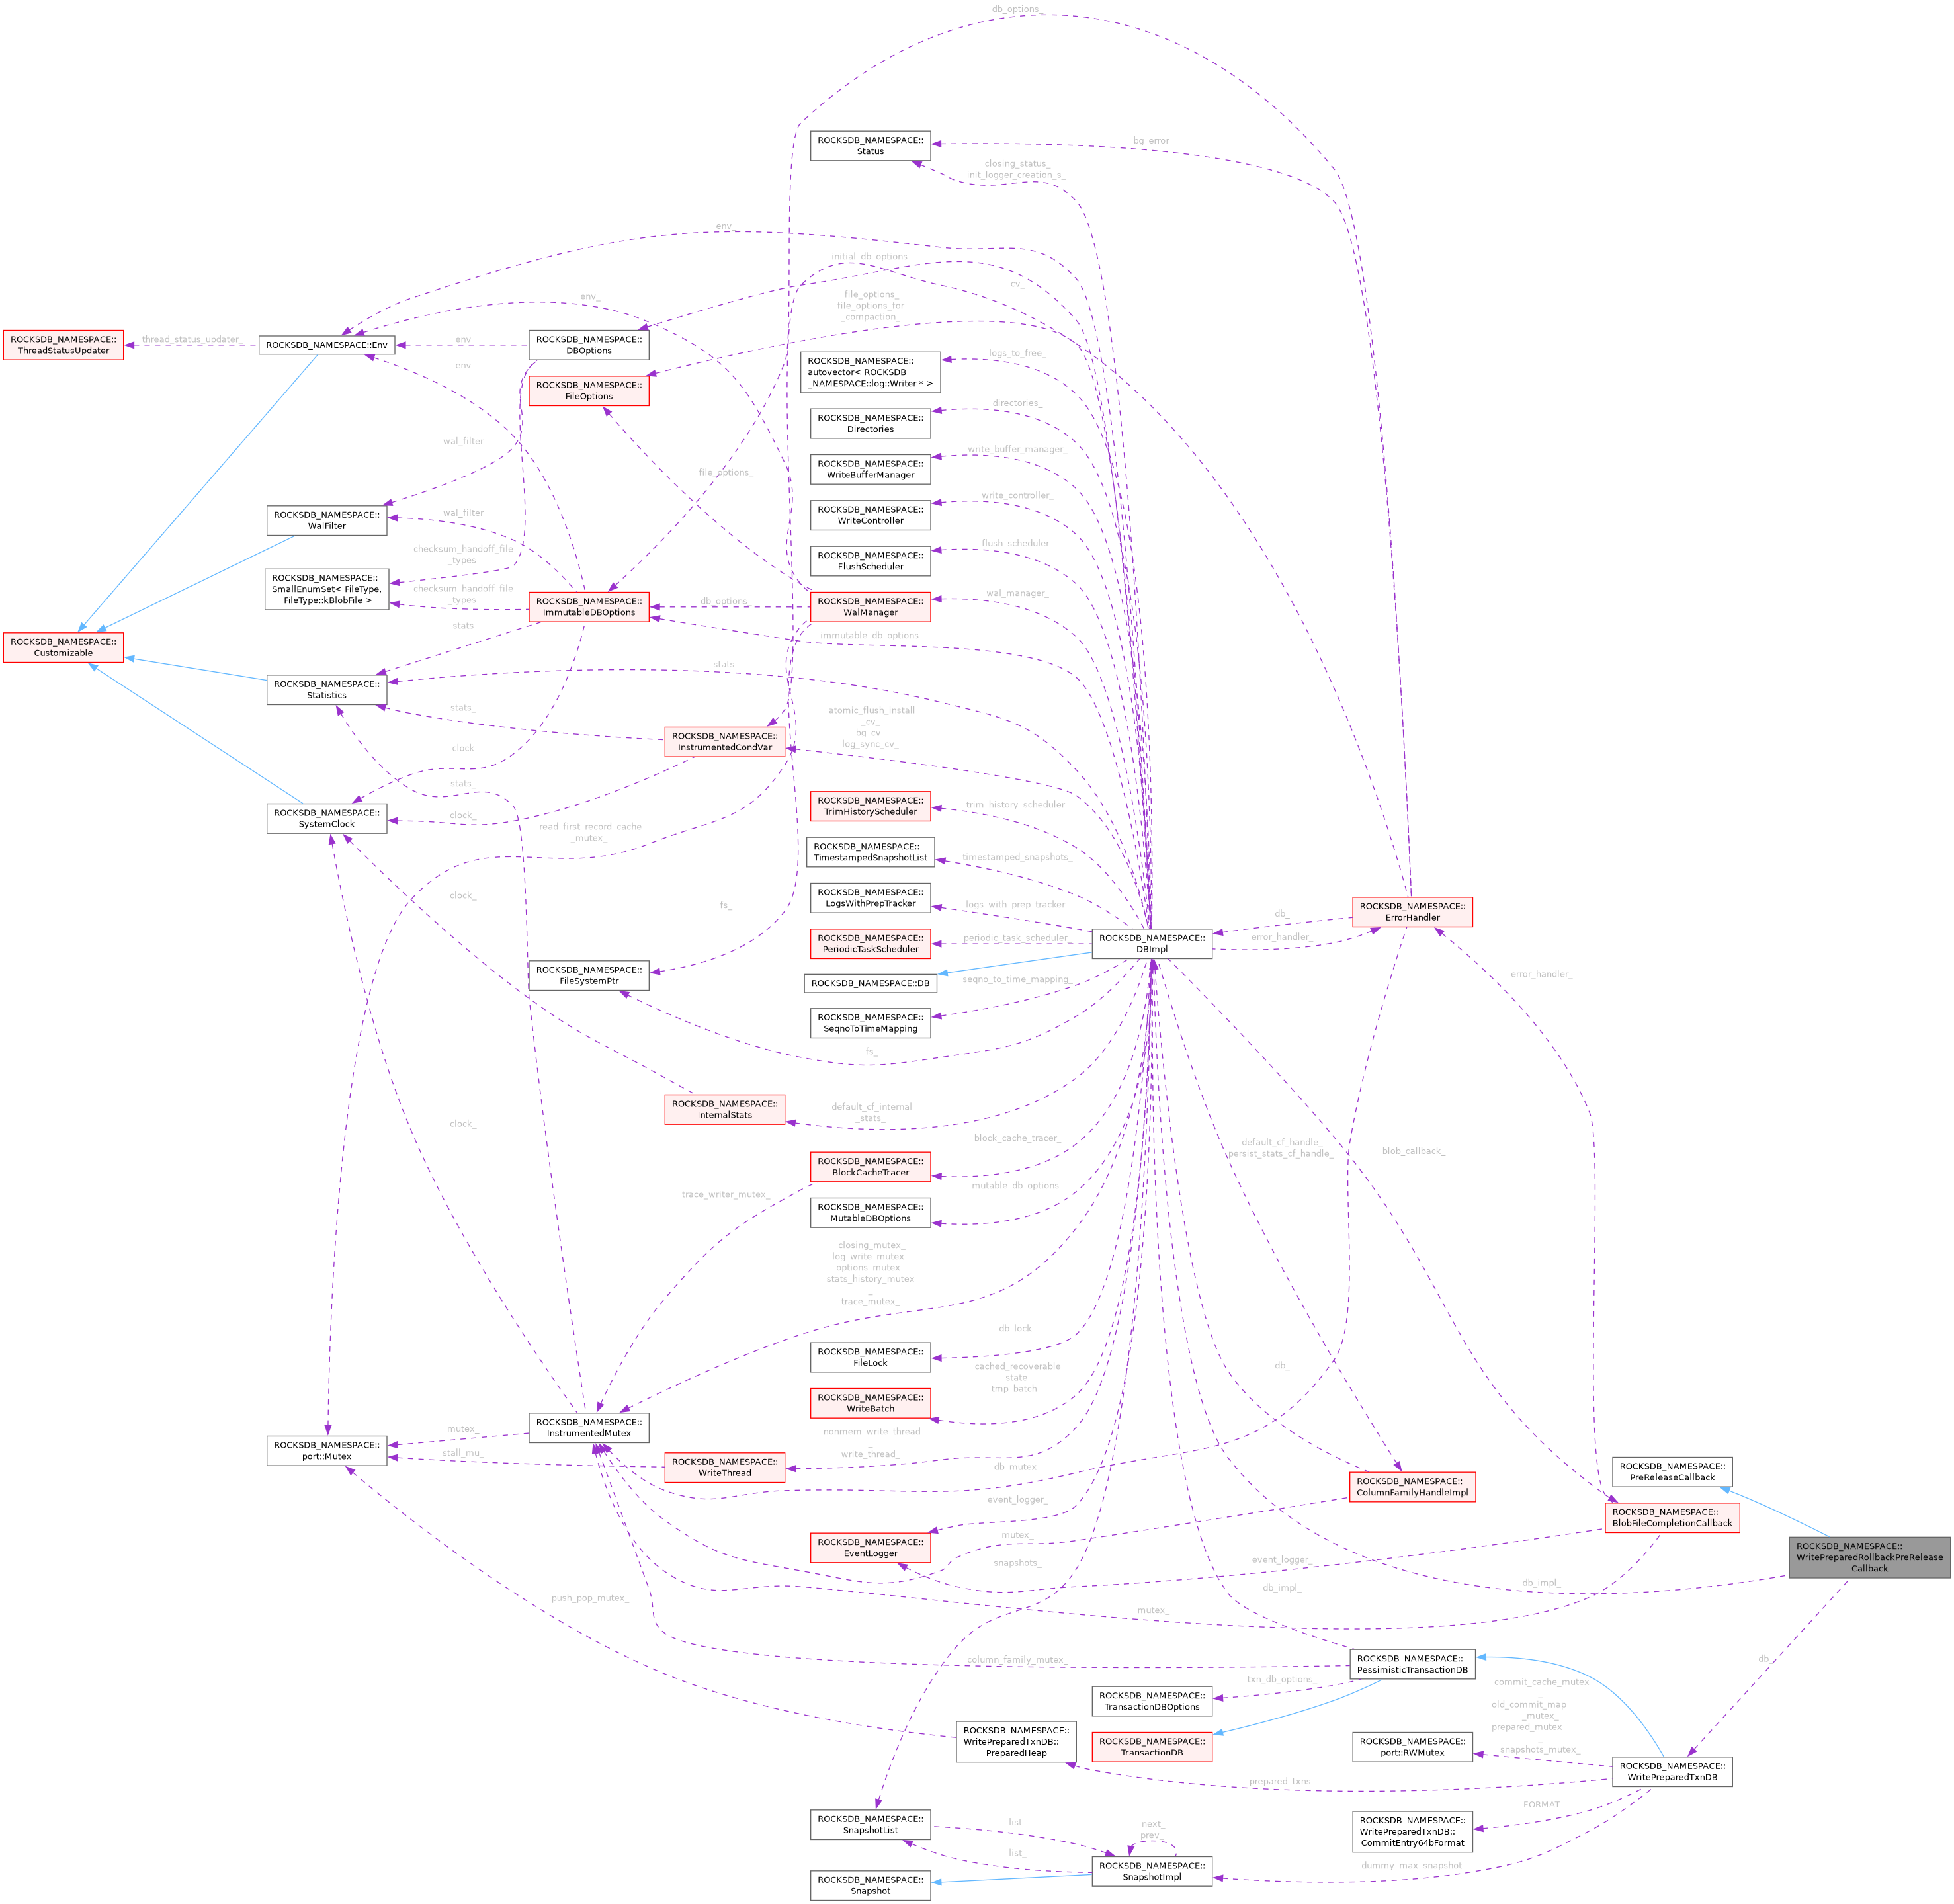 db_options_
ROCKSDB_NAMESPACE::
Status
bg_error_
closing_status_
init_logger_creation_s_
env_
initial_db_options_
cv_
env_
file_options_
file_options_for
_compaction_
ROCKSDB_NAMESPACE::
ThreadStatusUpdater
thread_status_updater_
ROCKSDB_NAMESPACE::Env
env
ROCKSDB_NAMESPACE::
DBOptions
env
ROCKSDB_NAMESPACE::
FileOptions
ROCKSDB_NAMESPACE::
autovector< ROCKSDB
_NAMESPACE::log::Writer * >
logs_to_free_
ROCKSDB_NAMESPACE::
Directories
directories_
wal_filter
file_options_
ROCKSDB_NAMESPACE::
WriteBufferManager
write_buffer_manager_
ROCKSDB_NAMESPACE::
WalFilter
wal_filter
ROCKSDB_NAMESPACE::
WriteController
write_controller_
checksum_handoff_file
_types
ROCKSDB_NAMESPACE::
FlushScheduler
flush_scheduler_
ROCKSDB_NAMESPACE::
SmallEnumSet< FileType,
FileType::kBlobFile >
checksum_handoff_file
_types
ROCKSDB_NAMESPACE::
ImmutableDBOptions
db_options_
ROCKSDB_NAMESPACE::
WalManager
wal_manager_
ROCKSDB_NAMESPACE::
Customizable
stats
immutable_db_options_
ROCKSDB_NAMESPACE::
Statistics
stats_
stats_
atomic_flush_install
_cv_
bg_cv_
log_sync_cv_
ROCKSDB_NAMESPACE::
InstrumentedCondVar
clock
stats_
ROCKSDB_NAMESPACE::
SystemClock
clock_
read_first_record_cache
_mutex_
ROCKSDB_NAMESPACE::
TrimHistoryScheduler
trim_history_scheduler_
ROCKSDB_NAMESPACE::
TimestampedSnapshotList
timestamped_snapshots_
clock_
fs_
ROCKSDB_NAMESPACE::
LogsWithPrepTracker
logs_with_prep_tracker_
ROCKSDB_NAMESPACE::
PeriodicTaskScheduler
periodic_task_scheduler_
ROCKSDB_NAMESPACE::
DBImpl
db_
error_handler_
ROCKSDB_NAMESPACE::
ErrorHandler
error_handler_
ROCKSDB_NAMESPACE::
FileSystemPtr
ROCKSDB_NAMESPACE::DB
seqno_to_time_mapping_
ROCKSDB_NAMESPACE::
SeqnoToTimeMapping
fs_
ROCKSDB_NAMESPACE::
InternalStats
default_cf_internal
_stats_
clock_
block_cache_tracer_
default_cf_handle_
persist_stats_cf_handle_
blob_callback_
ROCKSDB_NAMESPACE::
BlockCacheTracer
trace_writer_mutex_
mutable_db_options_
ROCKSDB_NAMESPACE::
MutableDBOptions
closing_mutex_
log_write_mutex_
options_mutex_
stats_history_mutex
_
trace_mutex_
ROCKSDB_NAMESPACE::
FileLock
db_lock_
db_
ROCKSDB_NAMESPACE::
WriteBatch
cached_recoverable
_state_
tmp_batch_
ROCKSDB_NAMESPACE::
InstrumentedMutex
mutex_
ROCKSDB_NAMESPACE::
port::Mutex
stall_mu_
ROCKSDB_NAMESPACE::
WriteThread
nonmem_write_thread
_
write_thread_
db_mutex_
ROCKSDB_NAMESPACE::
ColumnFamilyHandleImpl
ROCKSDB_NAMESPACE::
PreReleaseCallback
ROCKSDB_NAMESPACE::
BlobFileCompletionCallback
event_logger_
ROCKSDB_NAMESPACE::
EventLogger
mutex_
snapshots_
event_logger_
ROCKSDB_NAMESPACE::
WritePreparedRollbackPreRelease
Callback
db_impl_
db_impl_
push_pop_mutex_
mutex_
column_family_mutex_
ROCKSDB_NAMESPACE::
PessimisticTransactionDB
db_
txn_db_options_
ROCKSDB_NAMESPACE::
TransactionDBOptions
commit_cache_mutex
_
old_commit_map
_mutex_
prepared_mutex
_
snapshots_mutex_
ROCKSDB_NAMESPACE::
WritePreparedTxnDB::
PreparedHeap
ROCKSDB_NAMESPACE::
TransactionDB
ROCKSDB_NAMESPACE::
port::RWMutex
ROCKSDB_NAMESPACE::
WritePreparedTxnDB
prepared_txns_
FORMAT
ROCKSDB_NAMESPACE::
SnapshotList
list_
next_
prev_
list_
ROCKSDB_NAMESPACE::
WritePreparedTxnDB::
CommitEntry64bFormat
ROCKSDB_NAMESPACE::
SnapshotImpl
dummy_max_snapshot_
ROCKSDB_NAMESPACE::
Snapshot